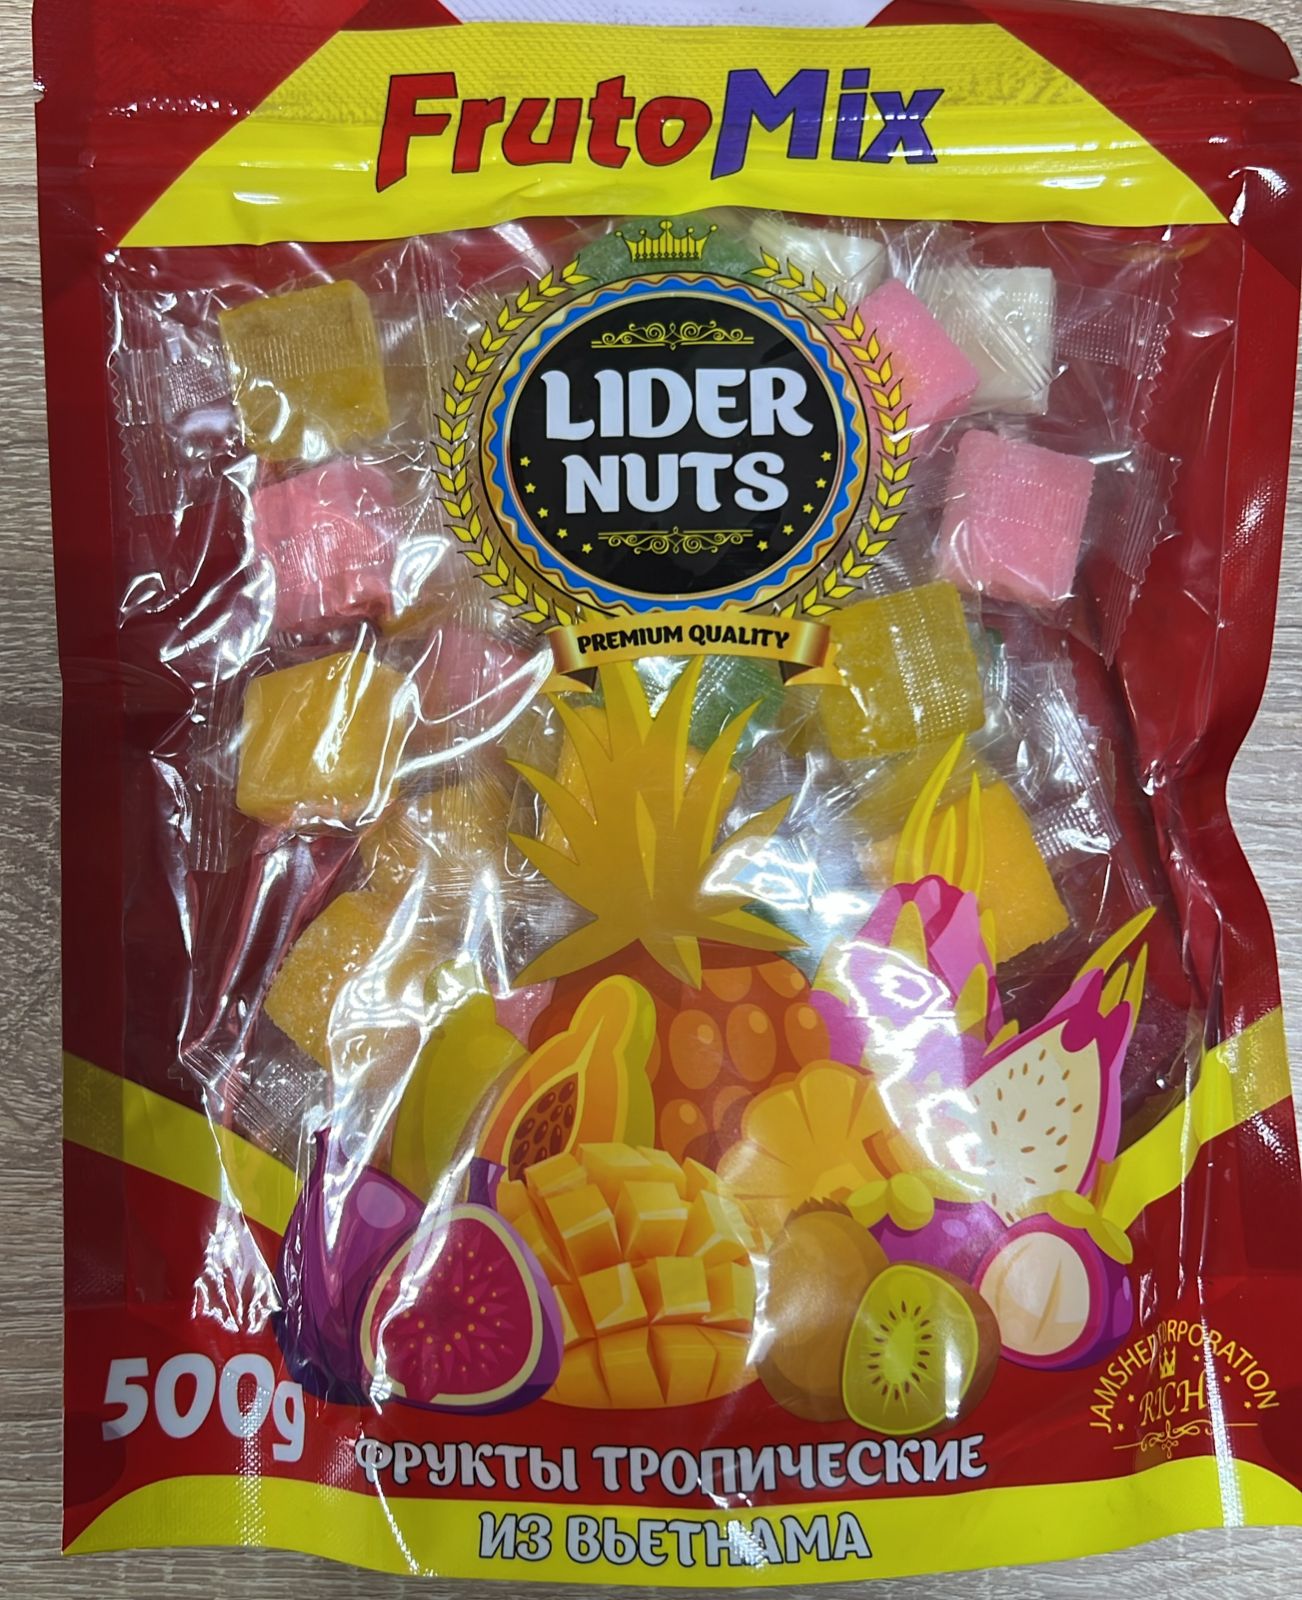 FrutoMix
LIDER
NUTS
PREMIUM QUALITY
JAMSHED CORPORATION
RICH
500g
ФРУКТЫ ТРОПИЧЕСКИЕ
ИЗ ВЬЕТНАМА